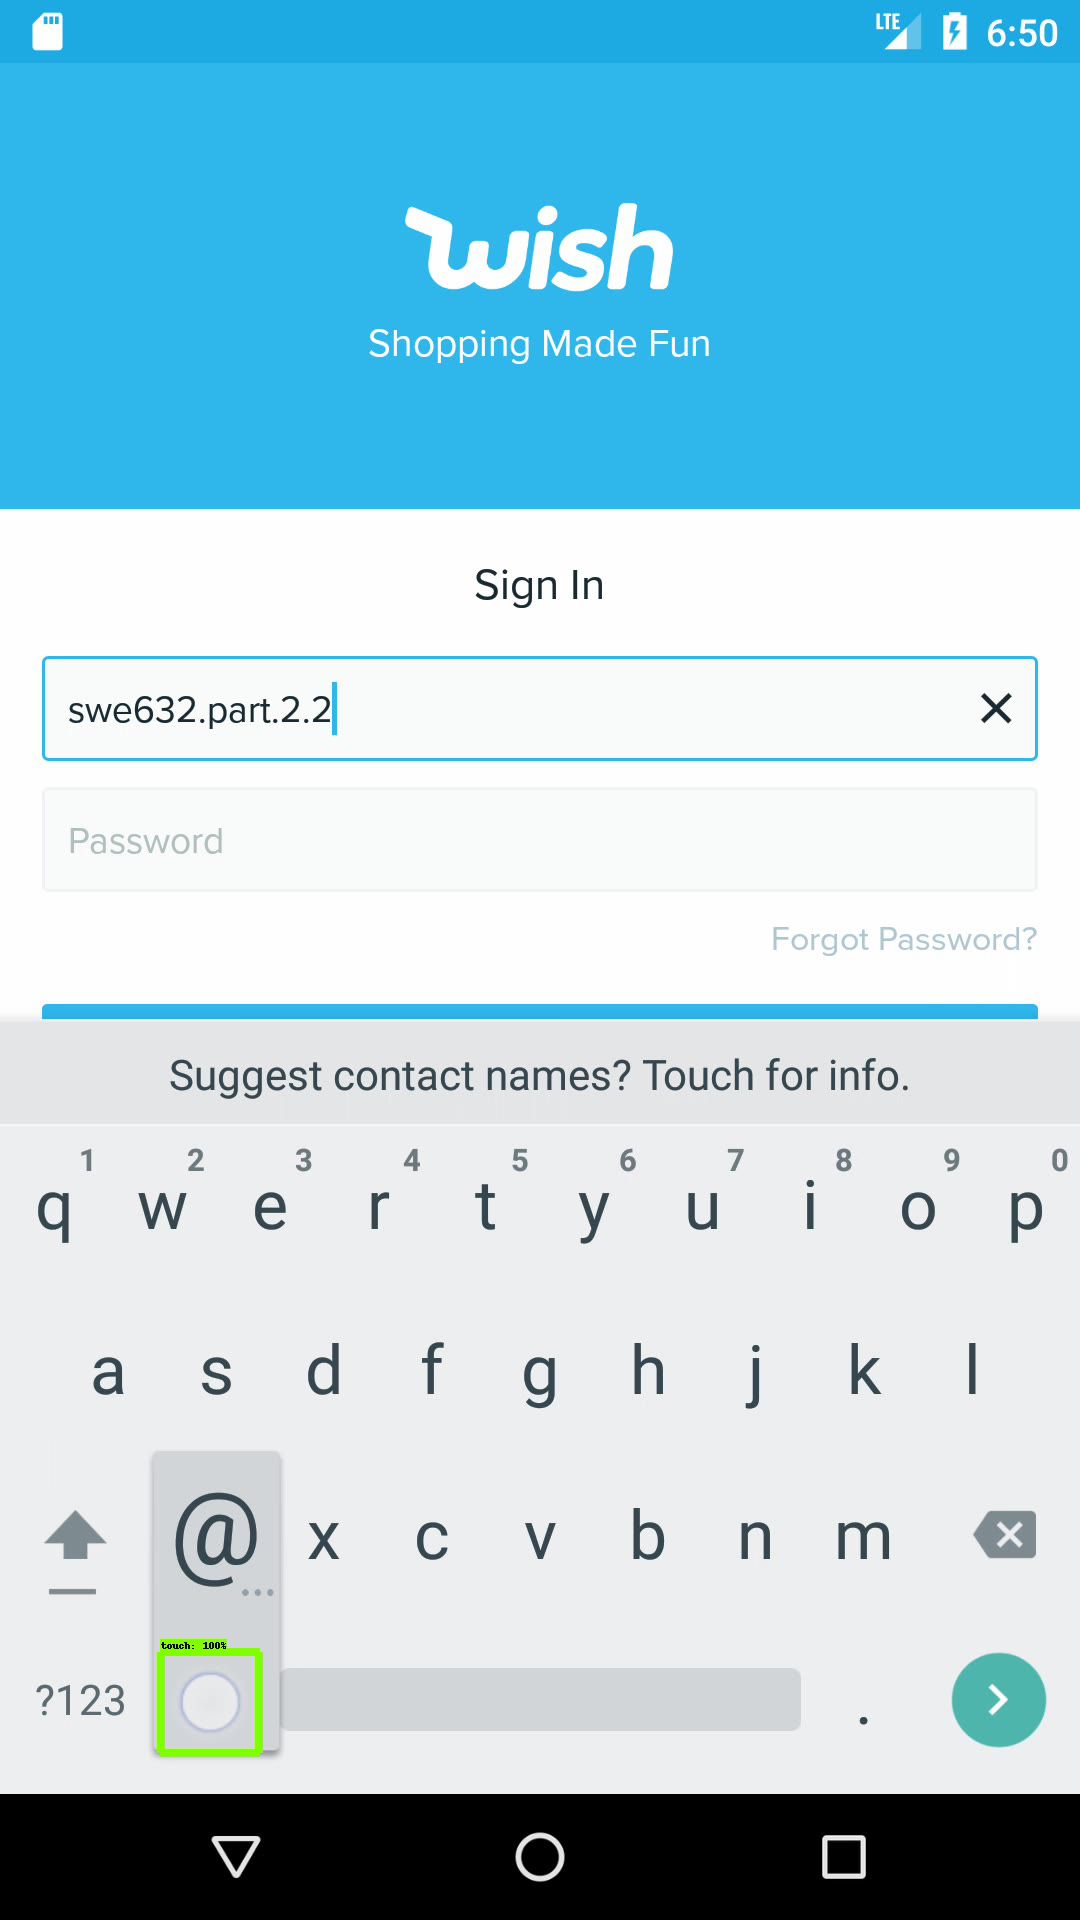 LTE 6:50
wish
Shopping Made Fun
Sign In
swe632.part.2.2
Password
Forgot Password?
Suggest contact names? Touch for info.
1 2 3 4 5 6 7 8 9 0
q w e r t y u i o p
a s d f g h j k l
@ x c v b n m
touch: 100%
?123 .